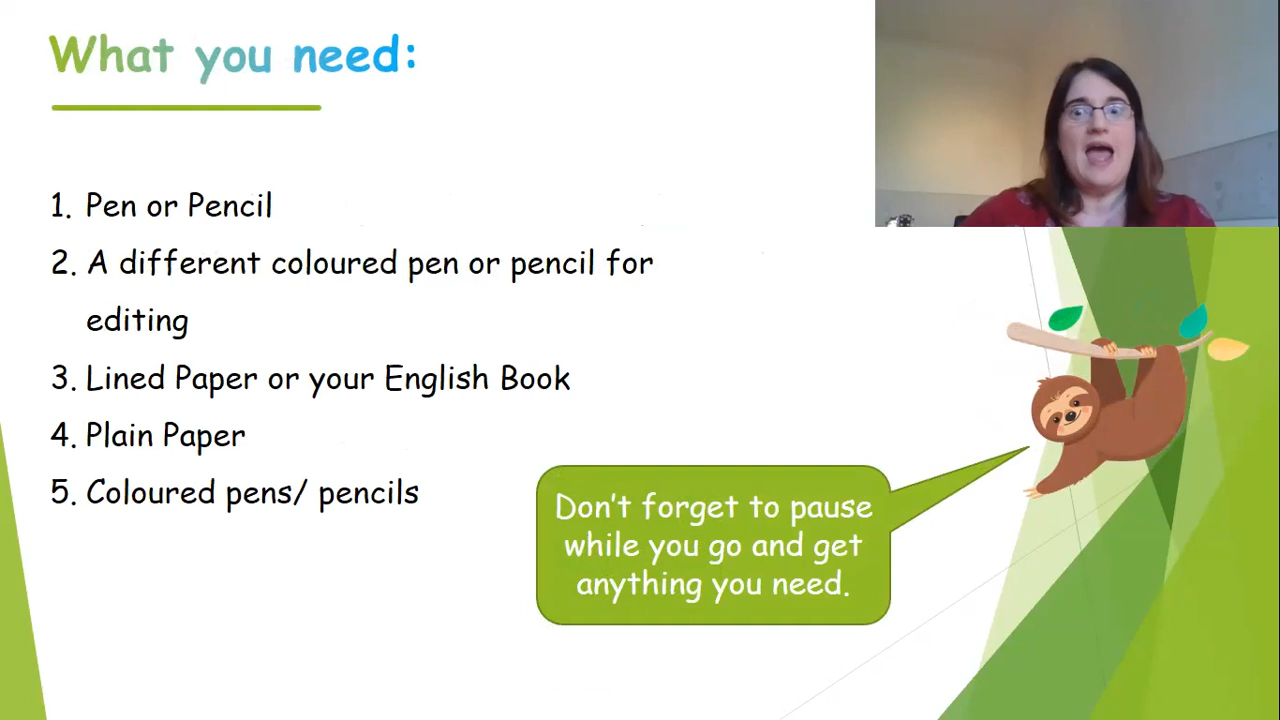 What you need:
1. Pen or Pencil
2. A different coloured pen or pencil for
editing
3. Lined Paper or your English Book
4. Plain Paper
5. Coloured pens/ pencils
Don't forget to pause
while you go and get
anything you need.